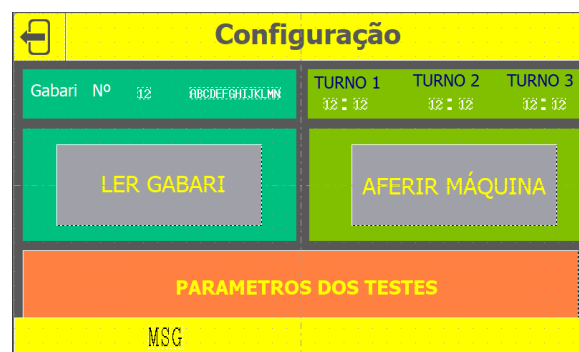 Configuração
Gabari Nº 12 ABCDEFGHIJKLMN
TURNO 1 TURNO 2 TURNO 3
12:12 12:12 12:12
LER GABARI
AFERIR MÁQUINA
PARAMETROS DOS TESTES
MSG